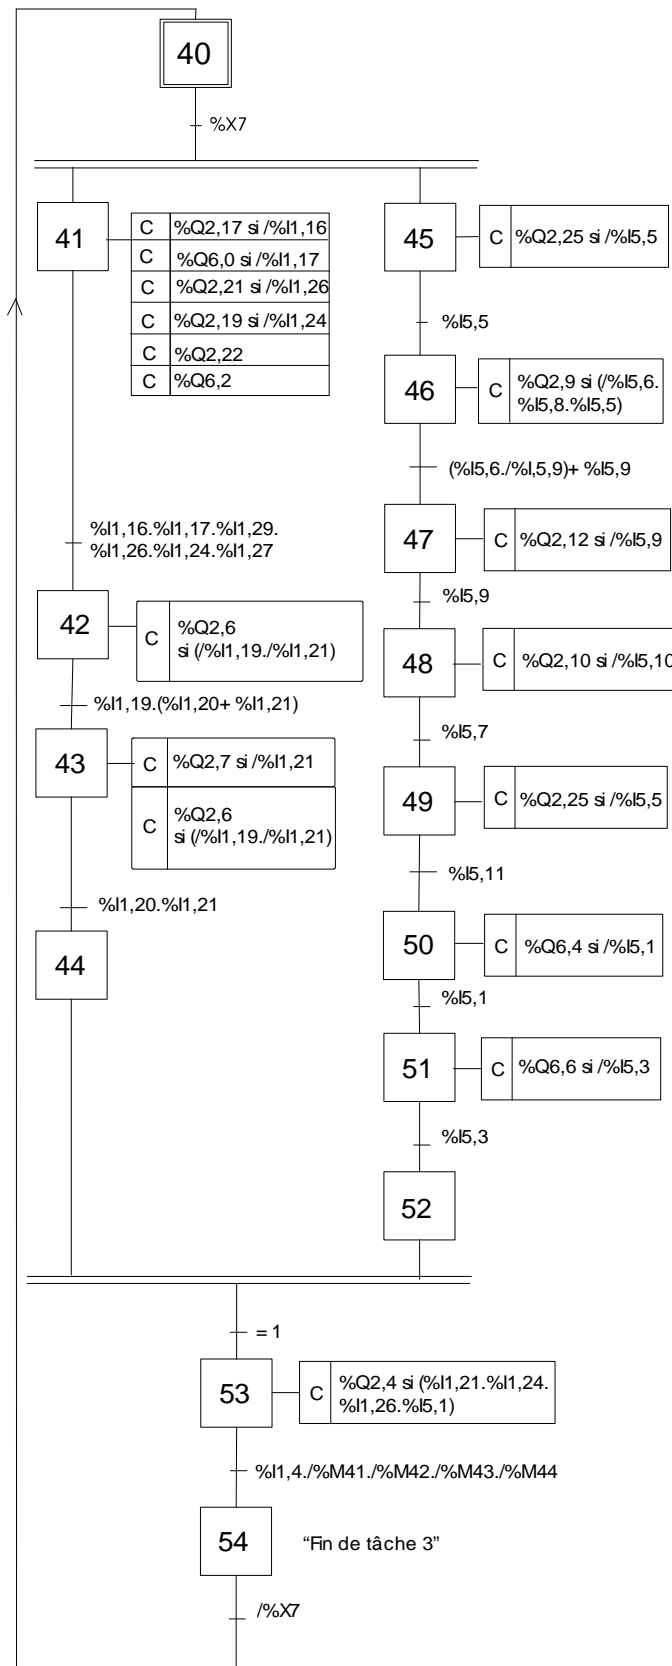 40
%X7
41
C %Q2,17 si /%I1,16
C %Q6,0 si /%I1,17
C %Q2,21 si /%I1,26
C %Q2,19 si /%I1,24
C %Q2,22
C %Q6,2
%I1,16.%I1,17.%I1,29.
%I1,26.%I1,24.%I1,27
42
C %Q2,6
si (/%I1,19./%I1,21)
%I1,19.(%I1,20+ %I1,21)
43
C %Q2,7 si /%I1,21
C %Q2,6
si (/%I1,19./%I1,21)
%I1,20.%I1,21
44
45
C %Q2,25 si /%I5,5
%I5,5
46
C %Q2,9 si (/%I5,6.
%I5,8.%I5,5)
(%I5,6./%I,5,9)+ %I5,9
47
C %Q2,12 si /%I5,9
%I5,9
48
C %Q2,10 si /%I5,10
%I5,7
49
C %Q2,25 si /%I5,5
%I5,11
50
C %Q6,4 si /%I5,1
%I5,1
51
C %Q6,6 si /%I5,3
%I5,3
52
= 1
53
C %Q2,4 si (%I1,21.%I1,24.
%I1,26.%I5,1)
%I1,4./%M41./%M42./%M43./%M44
54
“Fin de tâche 3”
/%X7